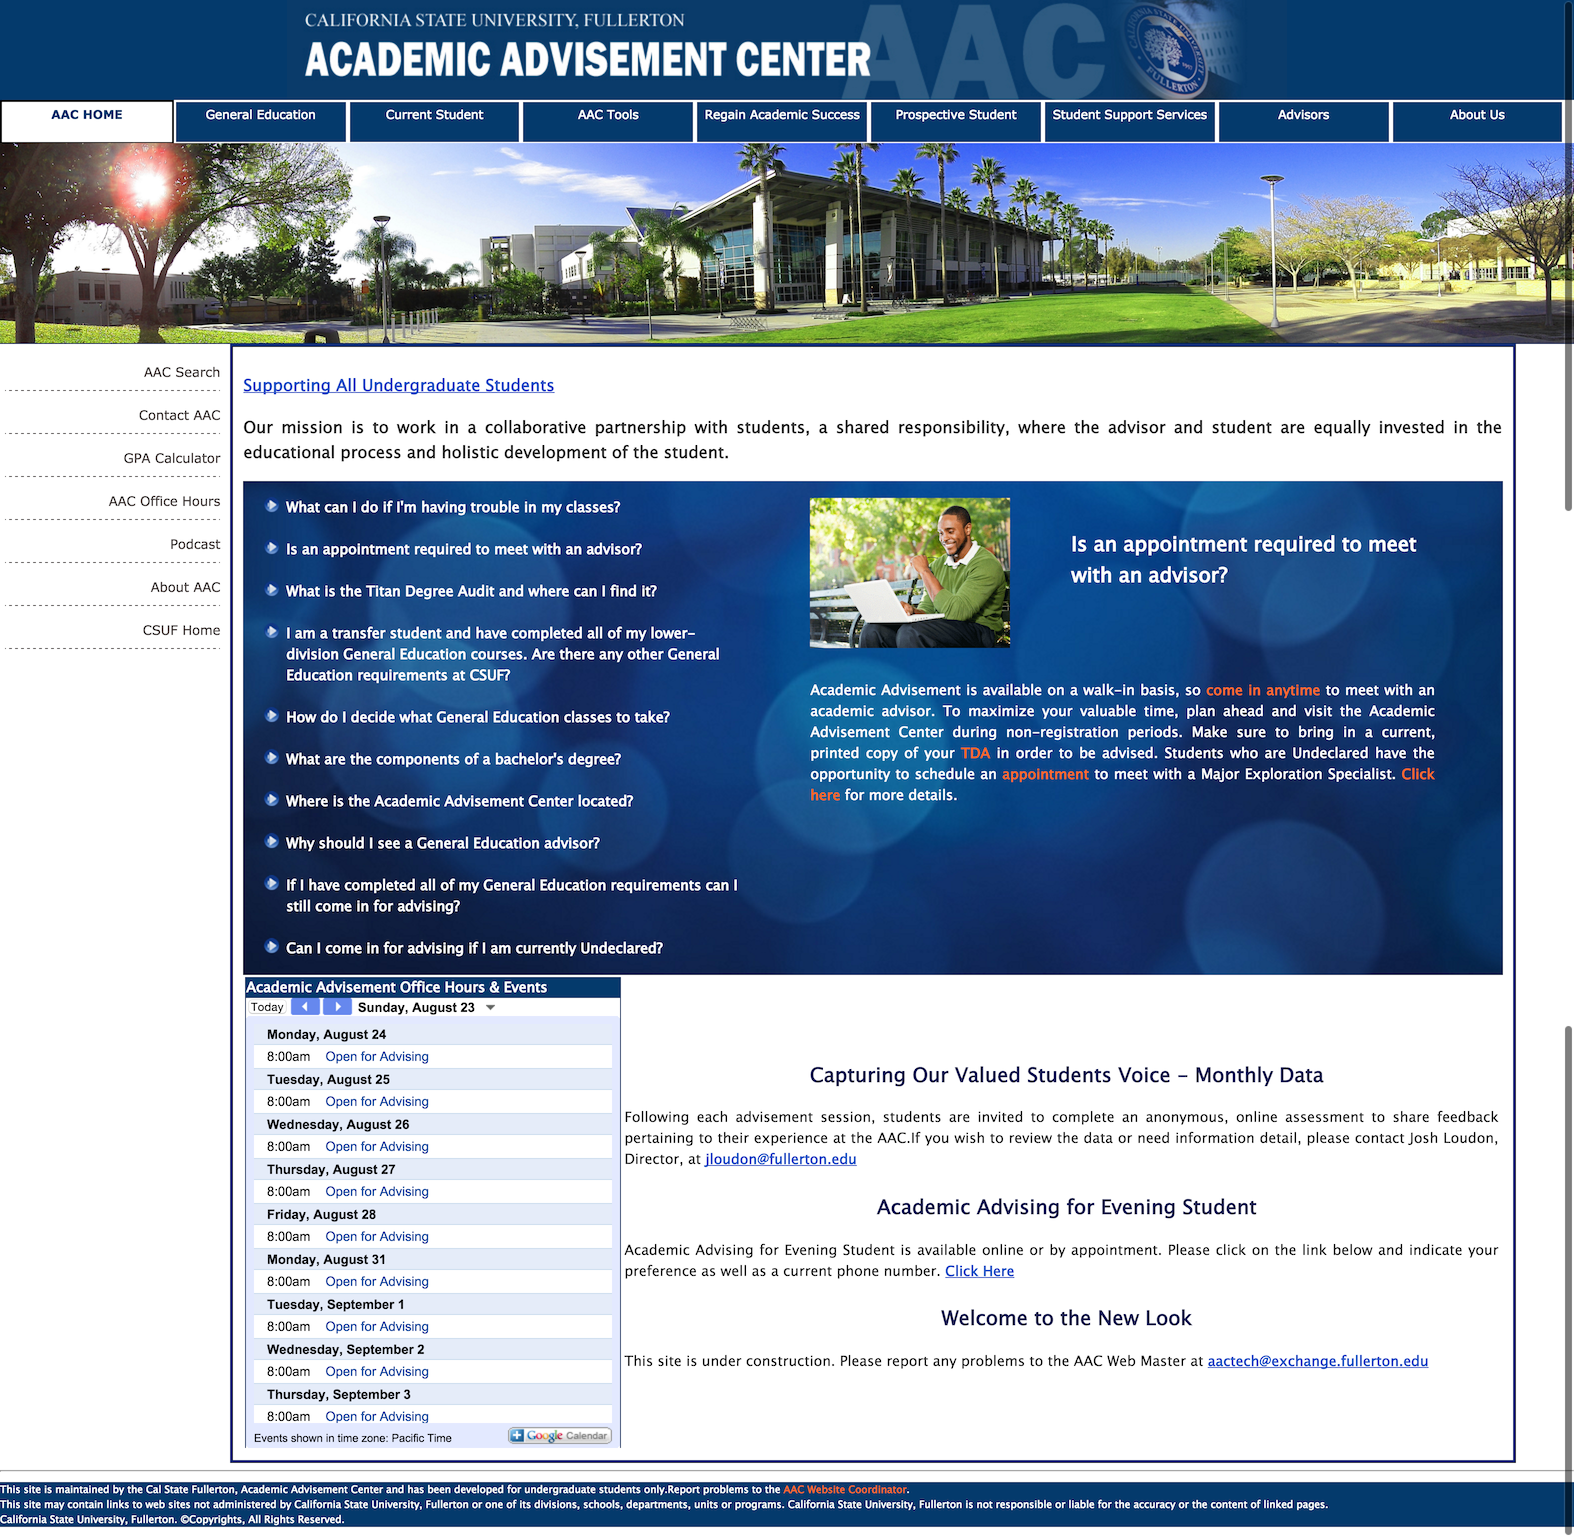 CALIFORNIA STATE UNIVERSITY, FULLERTON
ACADEMIC ADVISEMENT CENTER
AAC
AAC HOME
General Education
Current Student
AAC Tools
Regain Academic Success
Prospective Student
Student Support Services
Advisors
About Us
AAC Search
Contact AAC
GPA Calculator
AAC Office Hours
Podcast
About AAC
CSUF Home
Supporting All Undergraduate Students
Our mission is to work in a collaborative partnership with students, a shared responsibility, where the advisor and student are equally invested in the
educational process and holistic development of the student.
What can I do if I'm having trouble in my classes?
Is an appointment required to meet with an advisor?
What is the Titan Degree Audit and where can I find it?
I am a transfer student and have completed all of my lower-
division General Education courses. Are there any other General
Education requirements at CSUF?
How do I decide what General Education classes to take?
What are the components of a bachelor's degree?
Where is the Academic Advisement Center located?
Why should I see a General Education advisor?
If I have completed all of my General Education requirements can I
still come in for advising?
Can I come in for advising if I am currently Undeclared?
Is an appointment required to meet
with an advisor?
Academic Advisement is available on a walk-in basis, so come in anytime to meet with an
academic advisor. To maximize your valuable time, plan ahead and visit the Academic
Advisement Center during non-registration periods. Make sure to bring in a current,
printed copy of your TDA in order to be advised. Students who are Undeclared have the
opportunity to schedule an appointment to meet with a Major Exploration Specialist. Click
here for more details.
Academic Advisement Office Hours & Events
Today Sunday, August 23
Monday, August 24
8:00am Open for Advising
Tuesday, August 25
8:00am Open for Advising
Wednesday, August 26
8:00am Open for Advising
Thursday, August 27
8:00am Open for Advising
Friday, August 28
8:00am Open for Advising
Monday, August 31
8:00am Open for Advising
Tuesday, September 1
8:00am Open for Advising
Wednesday, September 2
8:00am Open for Advising
Thursday, September 3
8:00am Open for Advising
Events shown in time zone: Pacific Time
Google Calendar
Capturing Our Valued Students Voice - Monthly Data
Following each advisement session, students are invited to complete an anonymous, online assessment to share feedback
pertaining to their experience at the AAC.If you wish to review the data or need information detail, please contact Josh Loudon,
Director, at jloudon@fullerton.edu
Academic Advising for Evening Student
Academic Advising for Evening Student is available online or by appointment. Please click on the link below and indicate your
preference as well as a current phone number. Click Here
Welcome to the New Look
This site is under construction. Please report any problems to the AAC Web Master at aactech@exchange.fullerton.edu
This site is maintained by the Cal State Fullerton, Academic Advisement Center and has been developed for undergraduate students only.Report problems to the AAC Website Coordinator.
This site may contain links to web sites not administered by California State University, Fullerton or one of its divisions, schools, departments, units or programs. California State University, Fullerton is not responsible or liable for the accuracy or the content of linked pages.
California State University, Fullerton. ©Copyrights, All Rights Reserved.